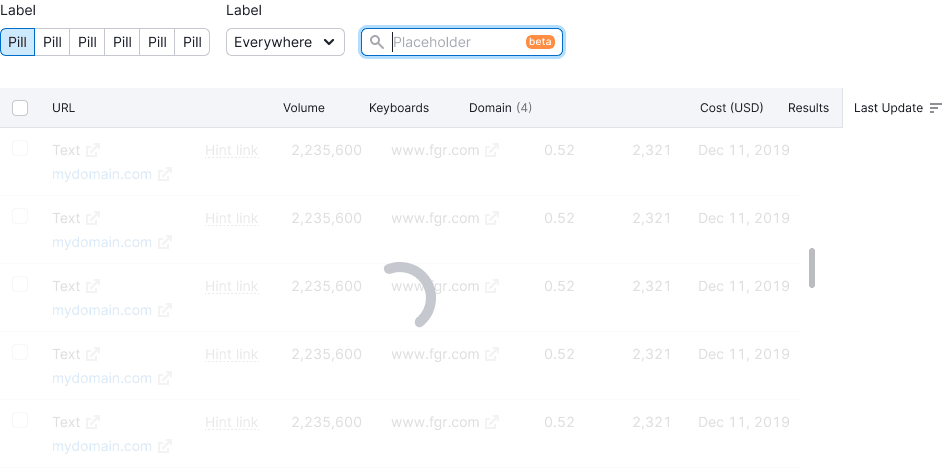 Label Label
Pill Pill Pill Pill Pill Pill Everywhere Placeholder beta
URL Volume Keyboards Domain (4) Cost (USD) Results Last Update
Text Hint link 2,235,600 www.fgr.com 0.52 2,321 Dec 11, 2019
mydomain.com
Text Hint link 2,235,600 www.fgr.com 0.52 2,321 Dec 11, 2019
mydomain.com
Text Hint link 2,235,600 www.fgr.com 0.52 2,321 Dec 11, 2019
mydomain.com
Text Hint link 2,235,600 www.fgr.com 0.52 2,321 Dec 11, 2019
mydomain.com
Text Hint link 2,235,600 www.fgr.com 0.52 2,321 Dec 11, 2019
mydomain.com